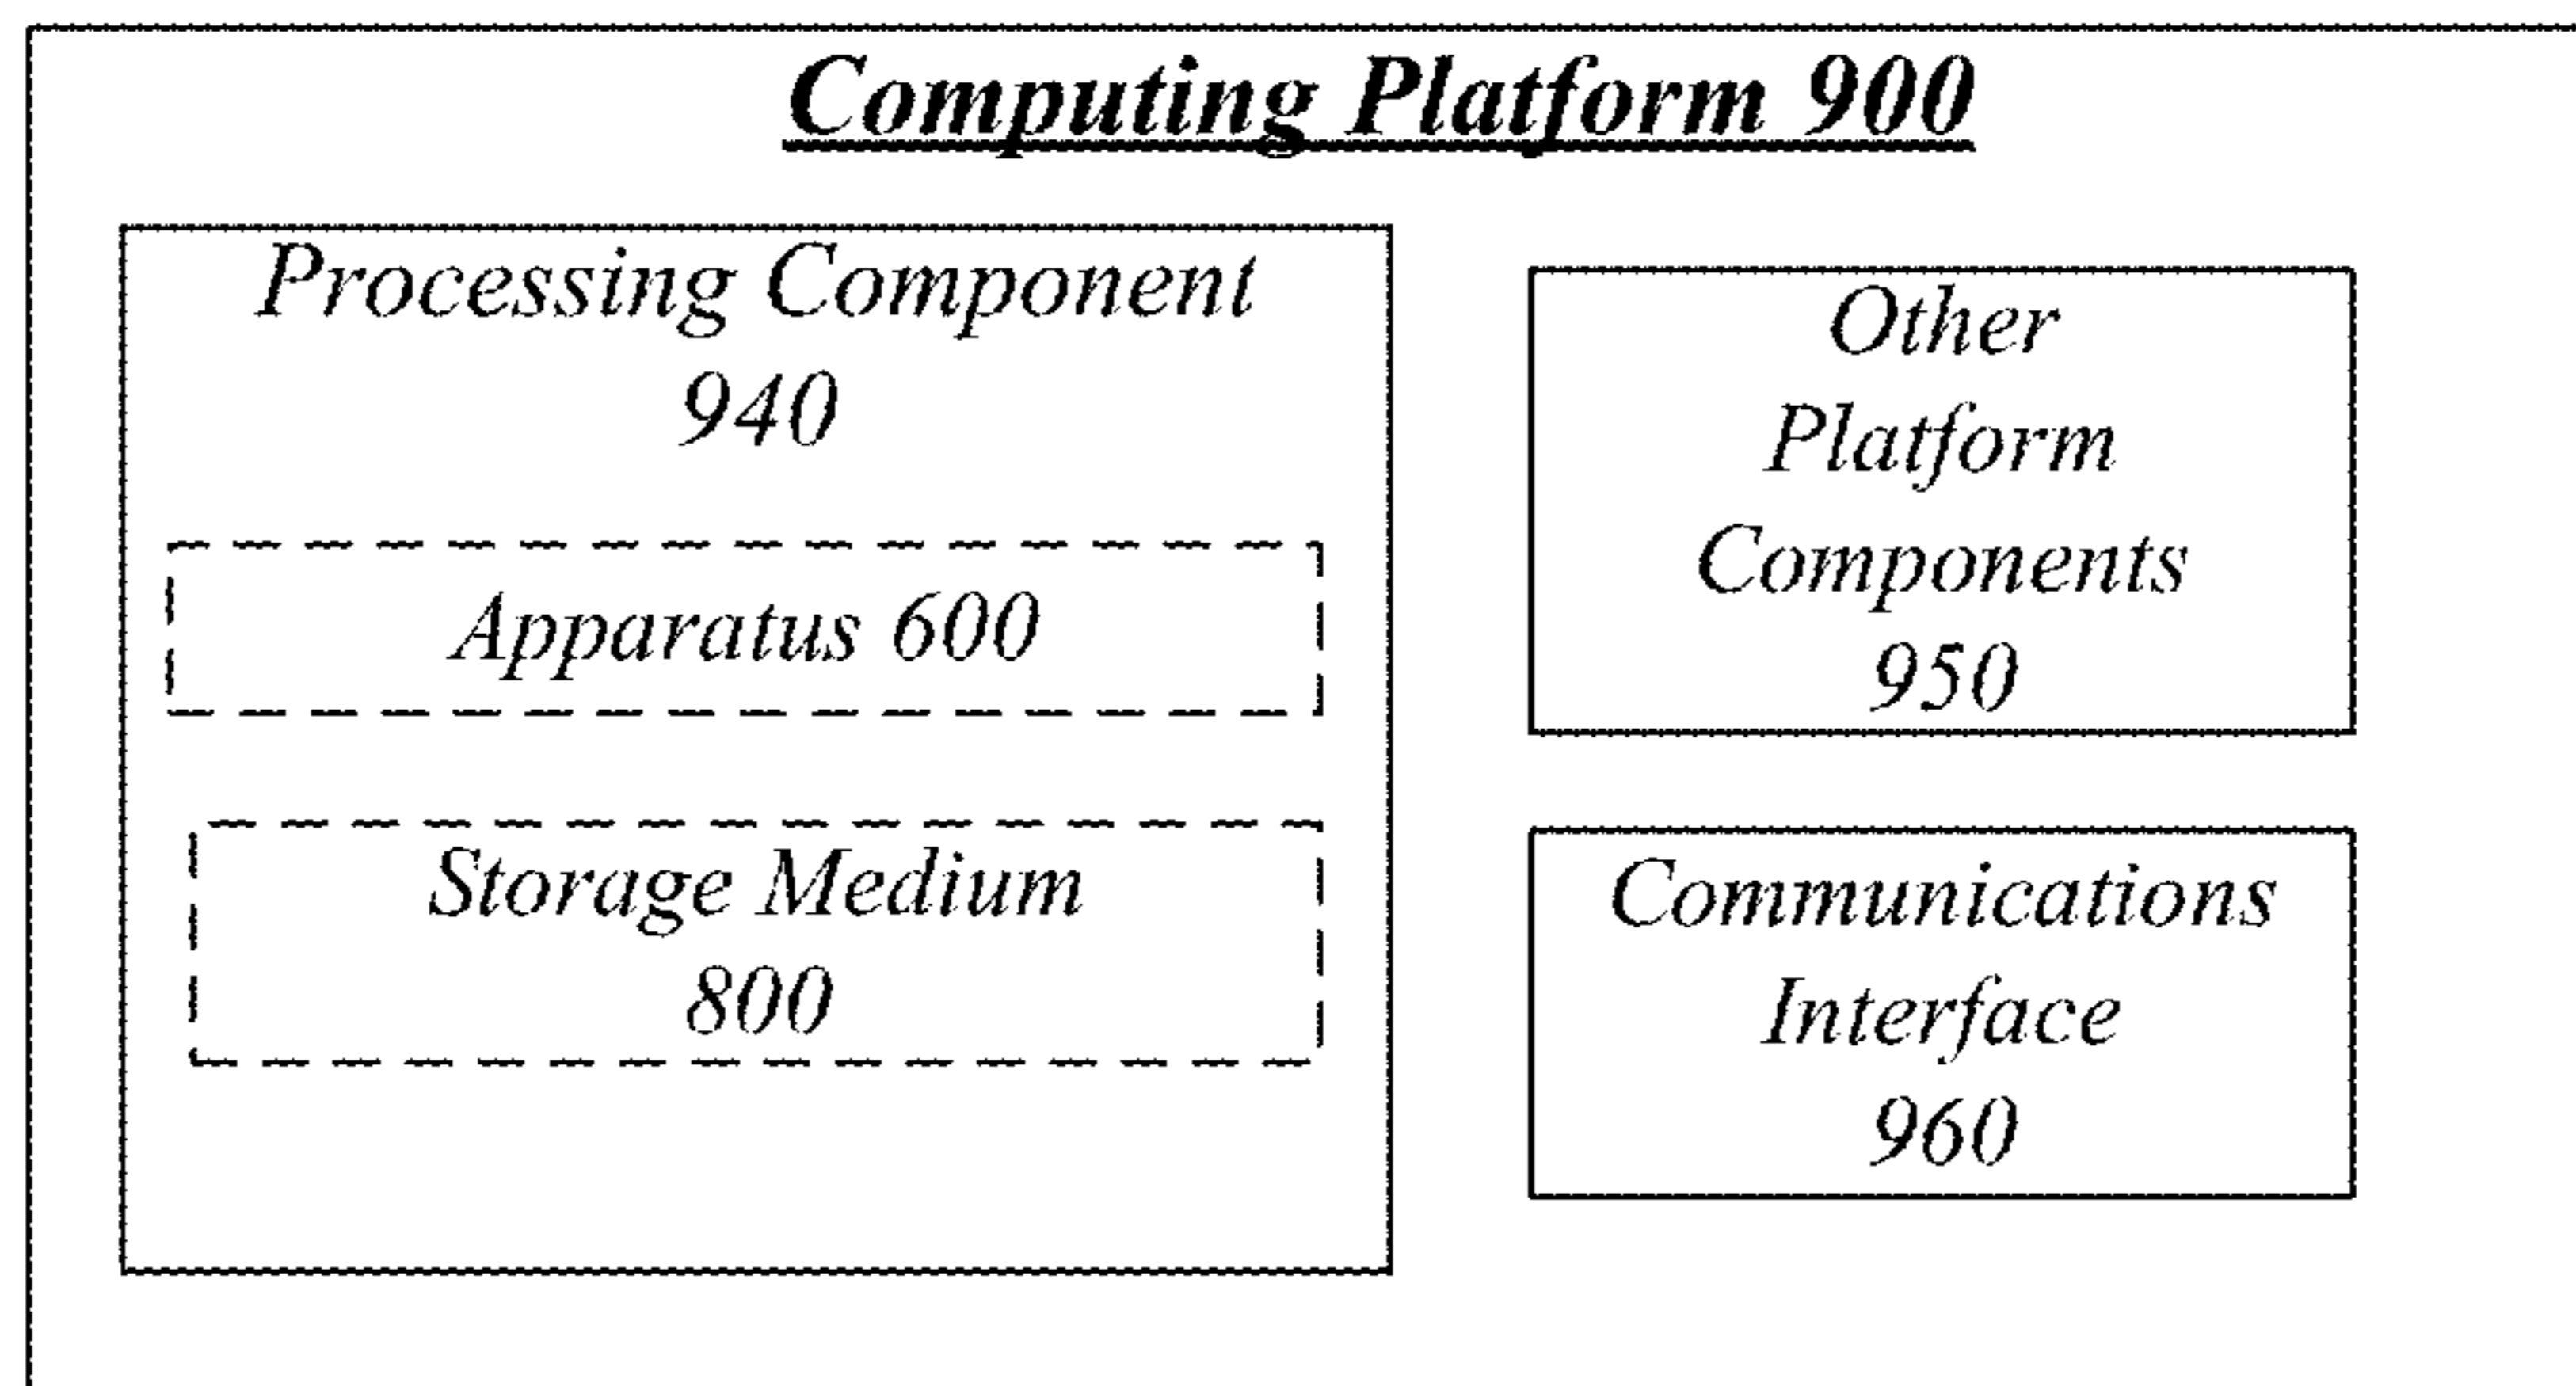 Computing Platform 900
Processing Component
940
Apparatus 600
Storage Medium
800
Other
Platform
Components
950
Communications
Interface
960